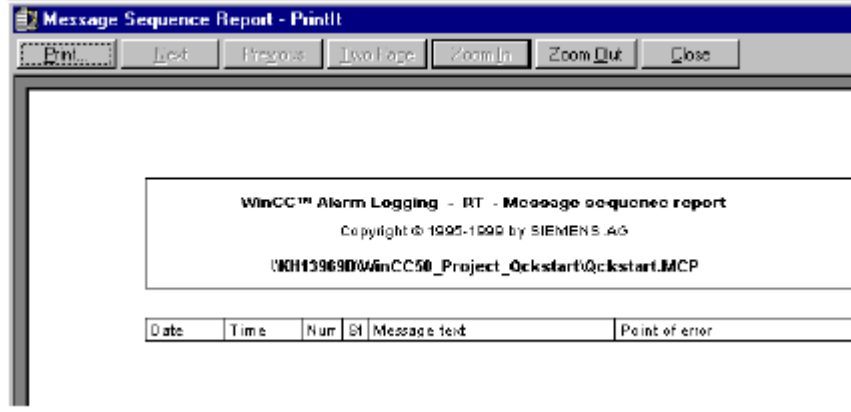 Message Sequence Report - PrintIt
Print... Next Previous Two Page Zoom In Zoom Out Close
WinCC™ Alarm Logging - RT - Message sequence report
Copyright © 1995-1999 by SIEMENS AG
\\KH13969D\WinCC50_Project_Qckstart\Qckstart.MCP
Date Time Num St Message text Point of error